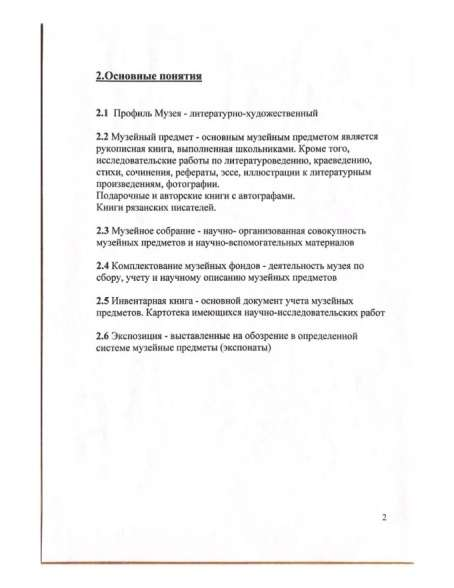 2.Основные понятия
2.1 Профиль Музея - литературно-художественный
2.2 Музейный предмет - основным музейным предметом является
рукописная книга, выполненная школьниками. Кроме того,
исследовательские работы по литературоведению, краеведению,
стихи, сочинения, рефераты, эссе, иллюстрации к литературным
произведениям, фотографии.
Подарочные и авторские книги с автографами.
Книги рязанских писателей.
2.3 Музейное собрание - научно- организованная совокупность
музейных предметов и научно-вспомогательных материалов
2.4 Комплектование музейных фондов - деятельность музея по
сбору, учету и научному описанию музейных предметов
2.5 Инвентарная книга - основной документ учета музейных
предметов. Картотека имеющихся научно-исследовательских работ
2.6 Экспозиция - выставленные на обозрение в определенной
системе музейные предметы (экспонаты)
2